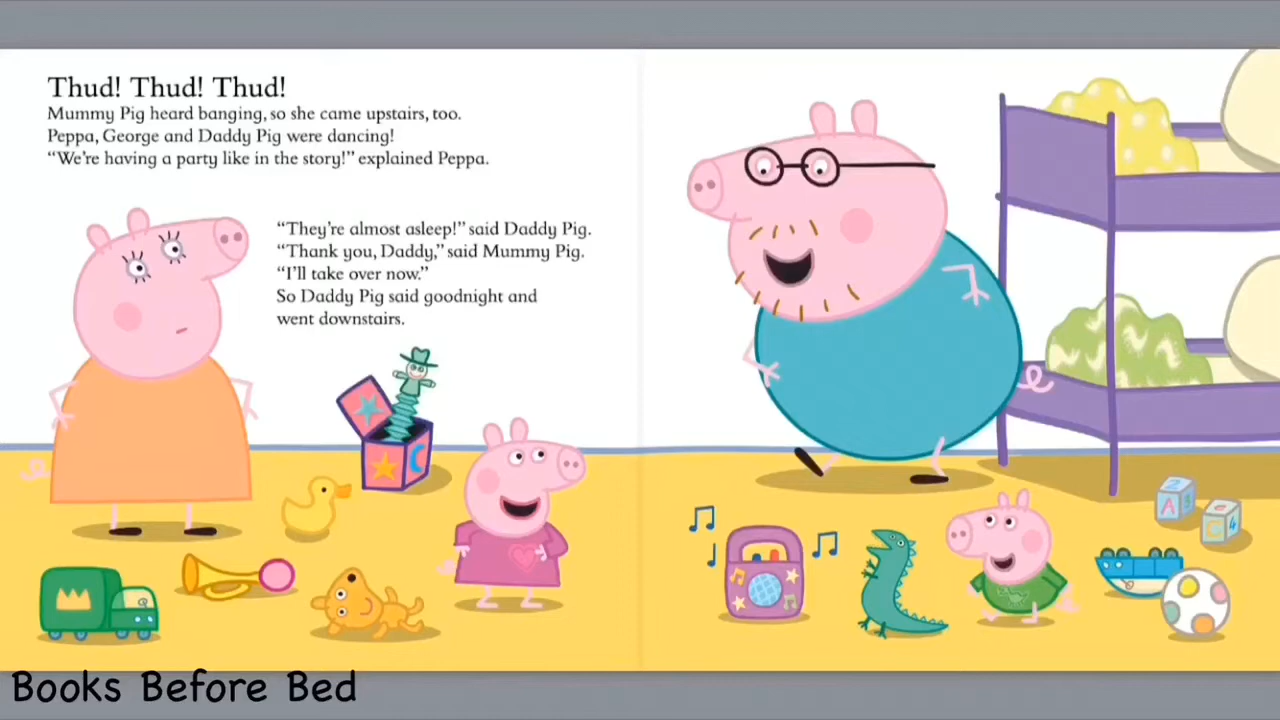 Thud! Thud! Thud!
Mummy Pig heard banging, so she came upstairs, too.
Peppa, George and Daddy Pig were dancing!
“We’re having a party like in the story!” explained Peppa.
“They’re almost asleep!” said Daddy Pig.
“Thank you, Daddy,” said Mummy Pig.
“I’ll take over now.”
So Daddy Pig said goodnight and
went downstairs.
2
A
3
G
4
Books Before Bed